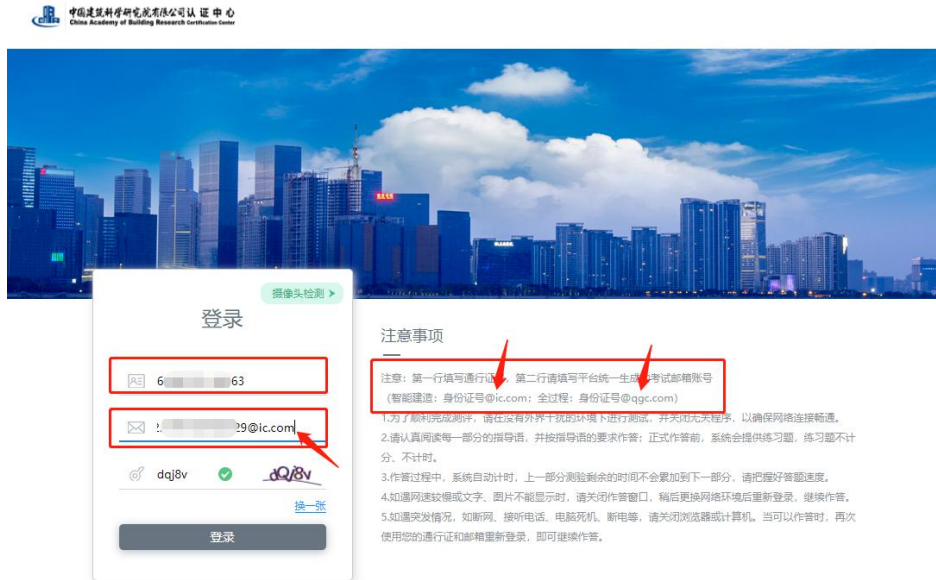 中国建筑科学研究院有限公司认证中心
China Academy of Building Research Certification Center
摄像头检测
登录
6 63
29@ic.com
dqj8v
dQj8v
换一张
登录
注意事项
注意：第一行填写通行证，第二行请填写平台统一生成 考试邮箱账号
（智能建造：身份证号@ic.com；全过程：身份证号@qgc.com）
1.为了顺利完成测评，请在没有外界干扰的环境下进行测试，并关闭无关程序，以确保网络连接畅通。
2.请认真阅读每一部分的指导语，并按指导语的要求作答；正式作答前，系统会提供练习题，练习题不计
分、不计时。
3.作答过程中，系统自动计时，上一部分测验剩余的时间不会累加到下一部分，请把握好答题速度。
4.如遇网速较慢或文字、图片不能显示时，请关闭作答窗口，稍后更换网络环境后重新登录，继续作答。
5.如遇突发情况，如断网、接听电话、电脑死机、断电等，请关闭浏览器或计算机。当可以作答时，再次
使用您的通行证和邮箱重新登录，即可继续作答。